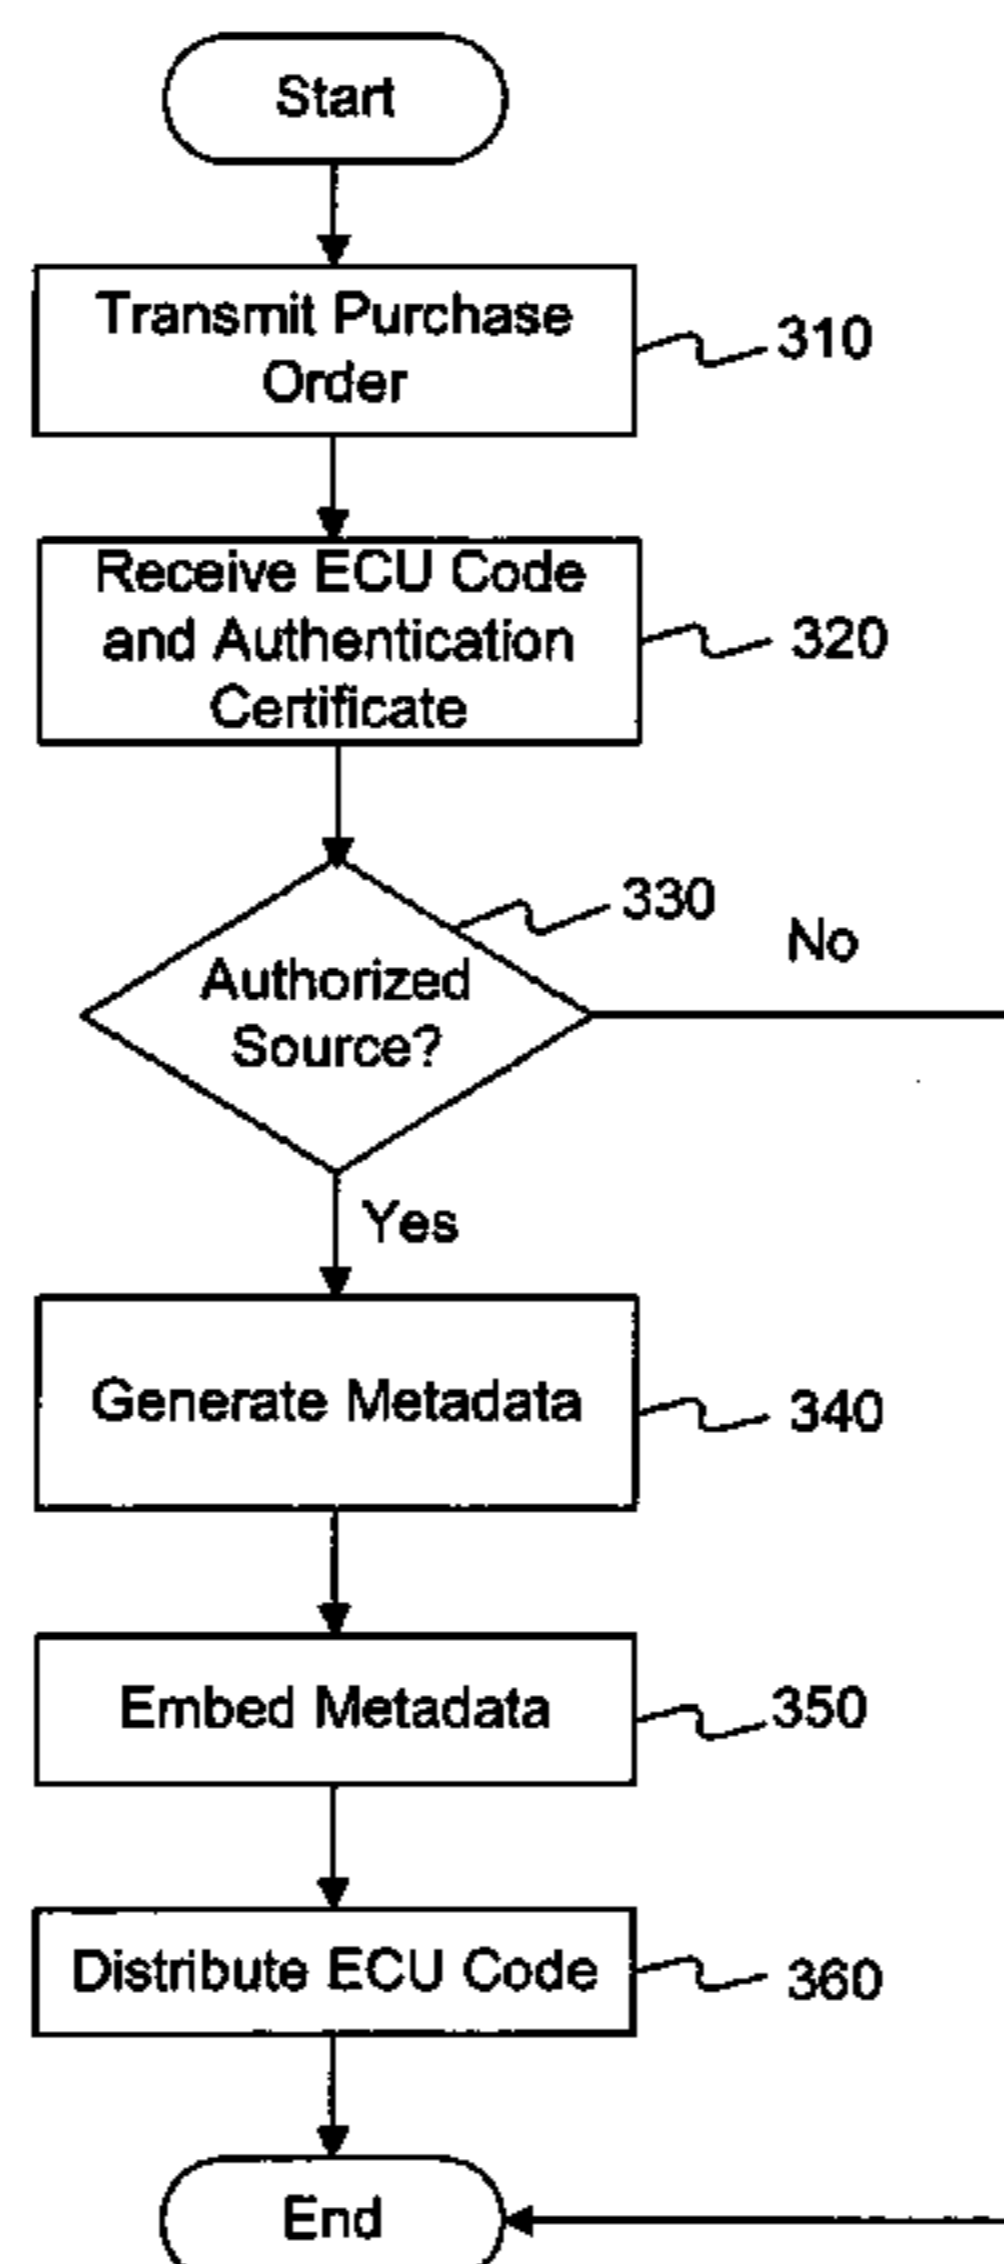 Start
Transmit Purchase
Order
310
Receive ECU Code
and Authentication
Certificate
320
330
No
Authorized
Source?
Yes
Generate Metadata
340
Embed Metadata
350
Distribute ECU Code
360
End